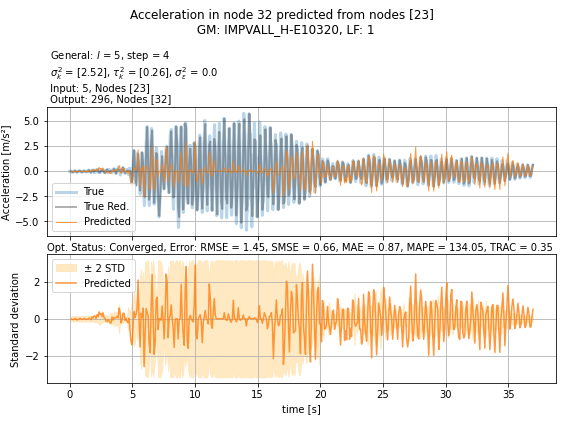 Acceleration in node 32 predicted from nodes [23]
GM: IMPVALL_H-E10320, LF: 1
General: l = 5, step = 4
σ²ₖ = [2.52], τ²ₖ = [0.26], σ²ε = 0.0
Input: 5, Nodes [23]
Output: 296, Nodes [32]
Acceleration [m/s²]
5.0
2.5
0.0
−2.5
−5.0
True
True Red.
Predicted
Opt. Status: Converged, Error: RMSE = 1.45, SMSE = 0.66, MAE = 0.87, MAPE = 134.05, TRAC = 0.35
Standard deviation
2
0
−2
± 2 STD
Predicted
0 5 10 15 20 25 30 35
time [s]